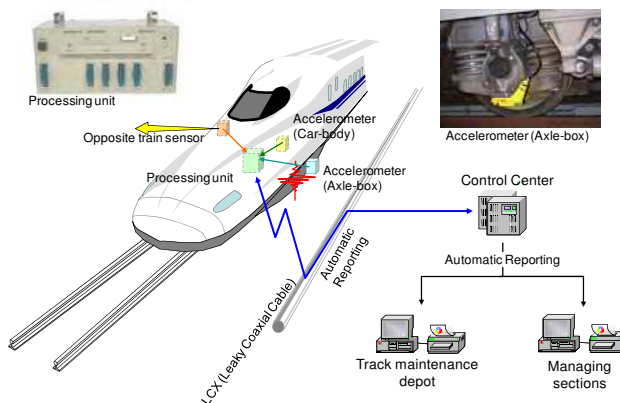 Processing unit
Opposite train sensor
Accelerometer
(Car-body)
Processing unit
Accelerometer
(Axle-box)
Accelerometer (Axle-box)
Control Center
Automatic Reporting
Automatic
Reporting
LCX (Leaky Coaxial Cable)
Track maintenance
depot
Managing
sections